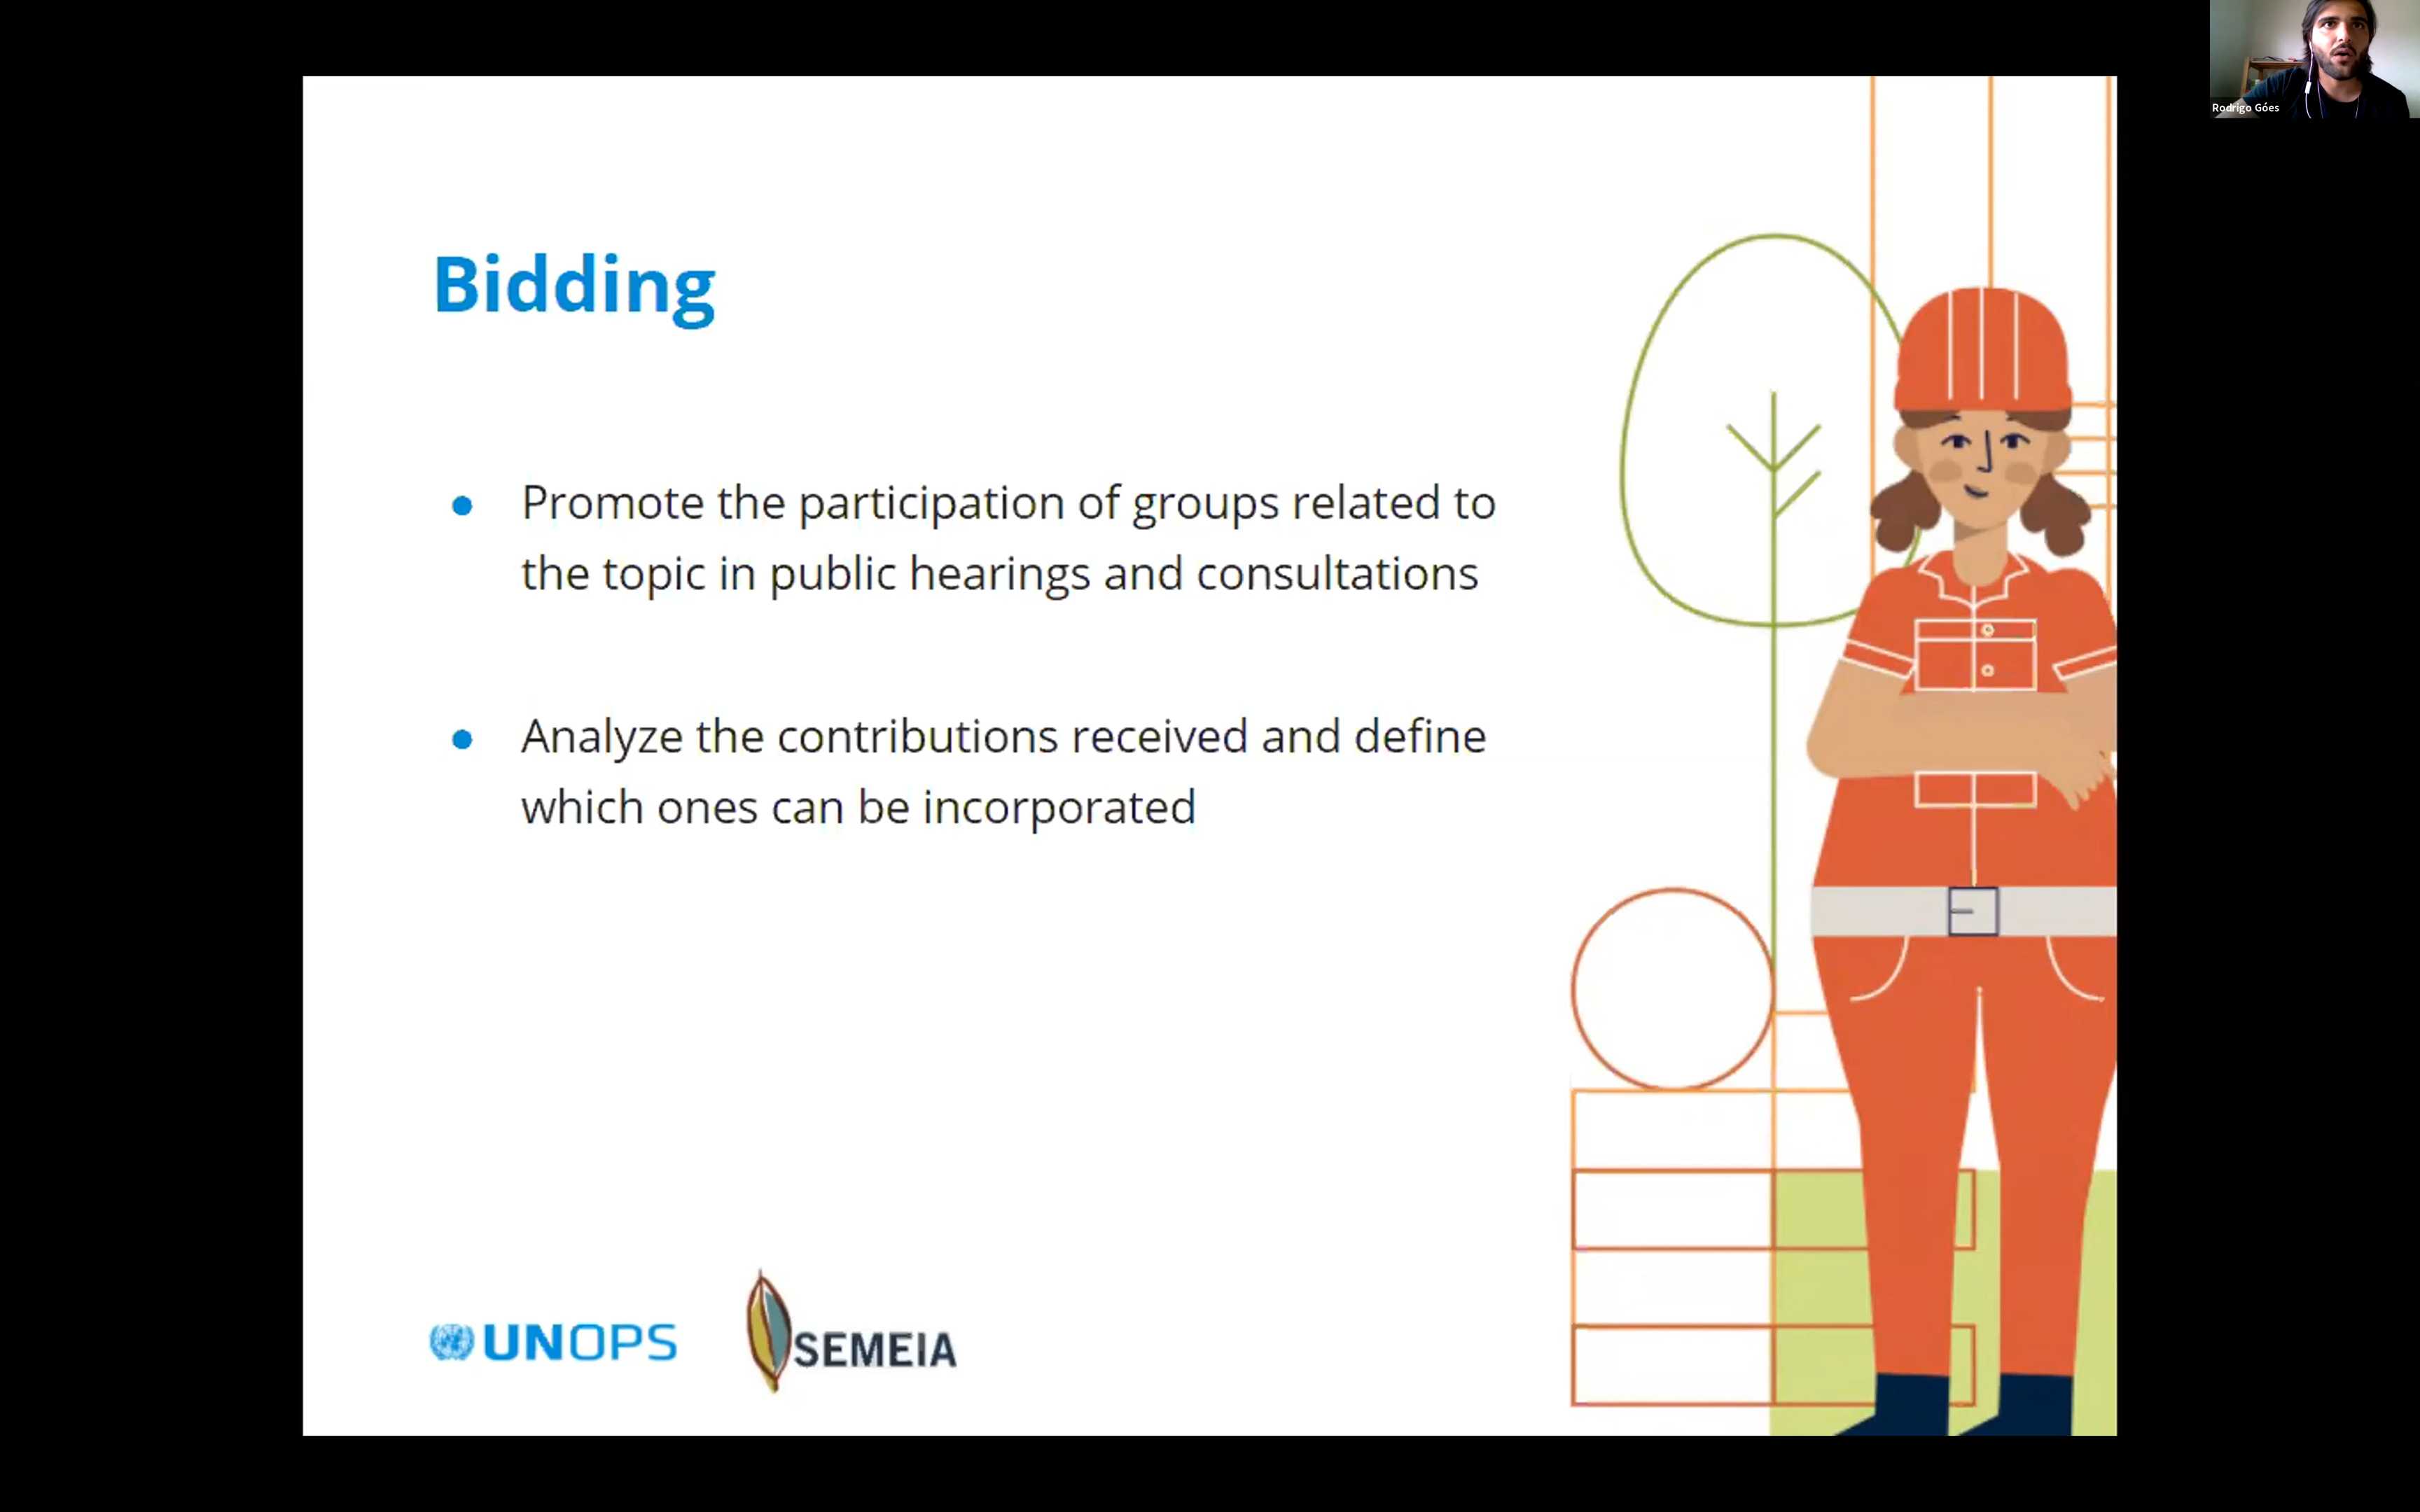 Rodrigo Góes
Bidding
Promote the participation of groups related to
the topic in public hearings and consultations
Analyze the contributions received and define
which ones can be incorporated
UNOPS
SEMEIA